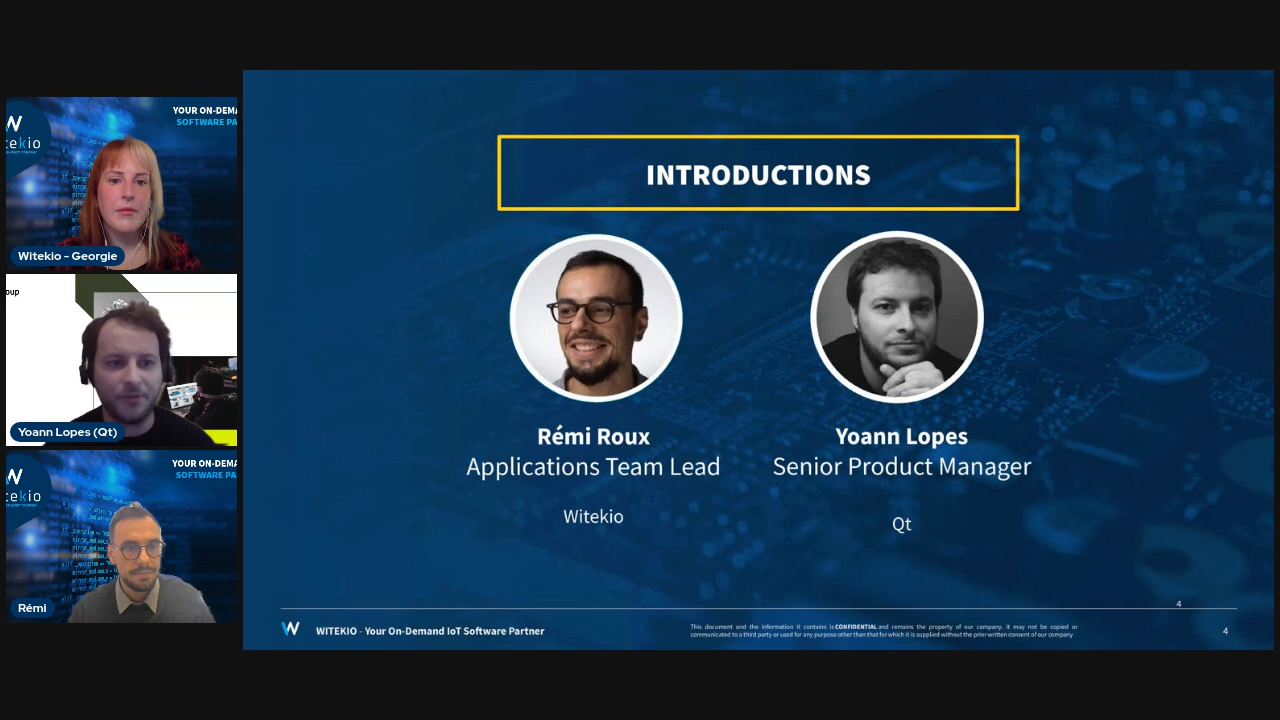 YOUR ON-DEMA
SOFTWARE PA
W
tekio
Witekio - Georgie
oup
Yoann Lopes (Qt)
YOUR ON-DEMA
SOFTWARE PA
W
tekio
Rémi
INTRODUCTIONS
Rémi Roux
Applications Team Lead
Witekio
Yoann Lopes
Senior Product Manager
Qt
4
WITEKIO - Your On-Demand IoT Software Partner
This document and the information it contains is CONFIDENTIAL and remains the property of our company. It may not be copied or
communicated to a third party or used for any purpose other than that for which it is supplied without the prior written consent of our company
4